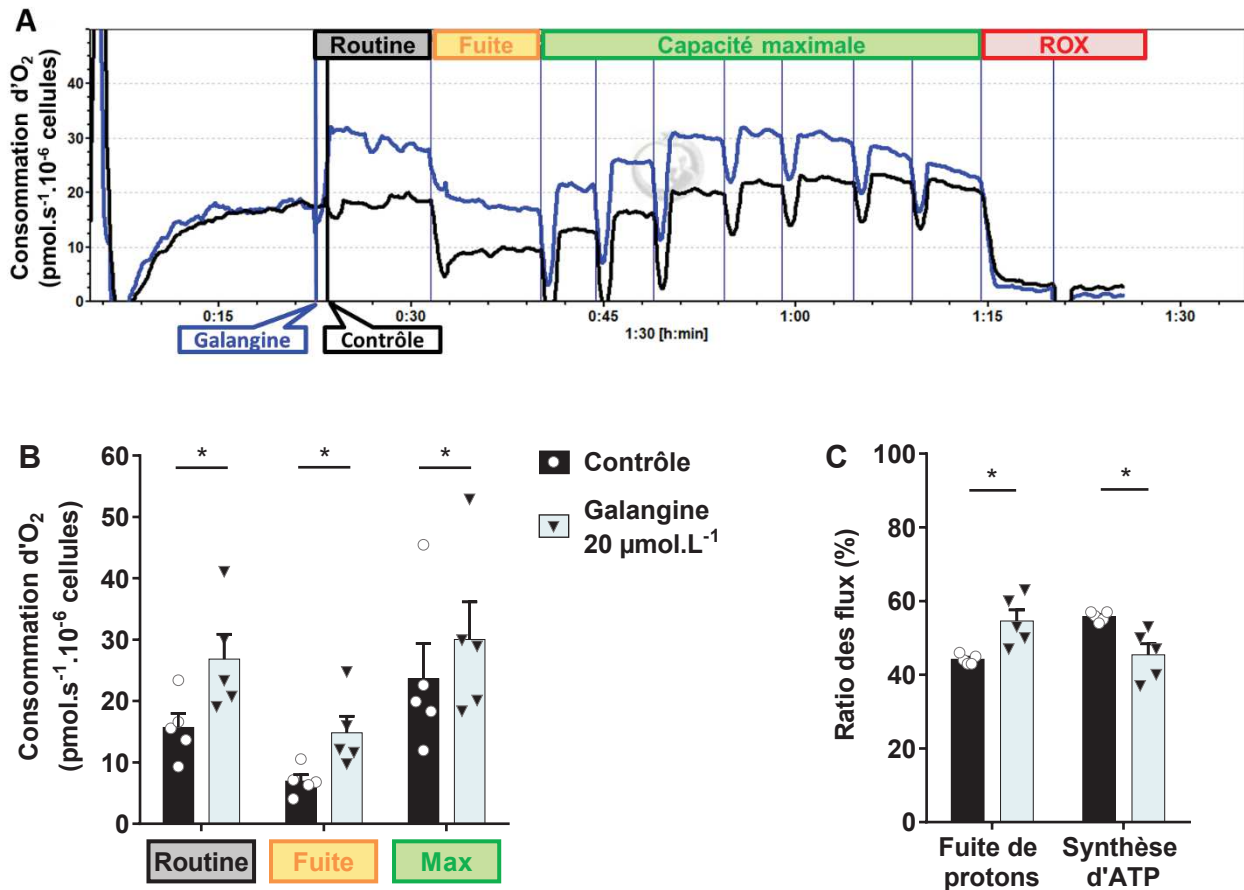 A
Routine
Fuite
Capacité maximale
ROX
Consommation d'O2
(pmol.s-1.10-6 cellules)
50
40
30
20
10
0
0:15
0:30
0:45
1:00
1:15
1:30
1:30 [h:min]
Galangine
Contrôle
B
Consommation d'O2
(pmol.s-1.10-6 cellules)
60
50
40
30
20
10
0
*
*
*
Routine
Fuite
Max
Contrôle
Galangine
20 µmol.L-1
C
Ratio des flux (%)
100
80
60
40
20
0
*
*
Fuite de
protons
Synthèse
d'ATP